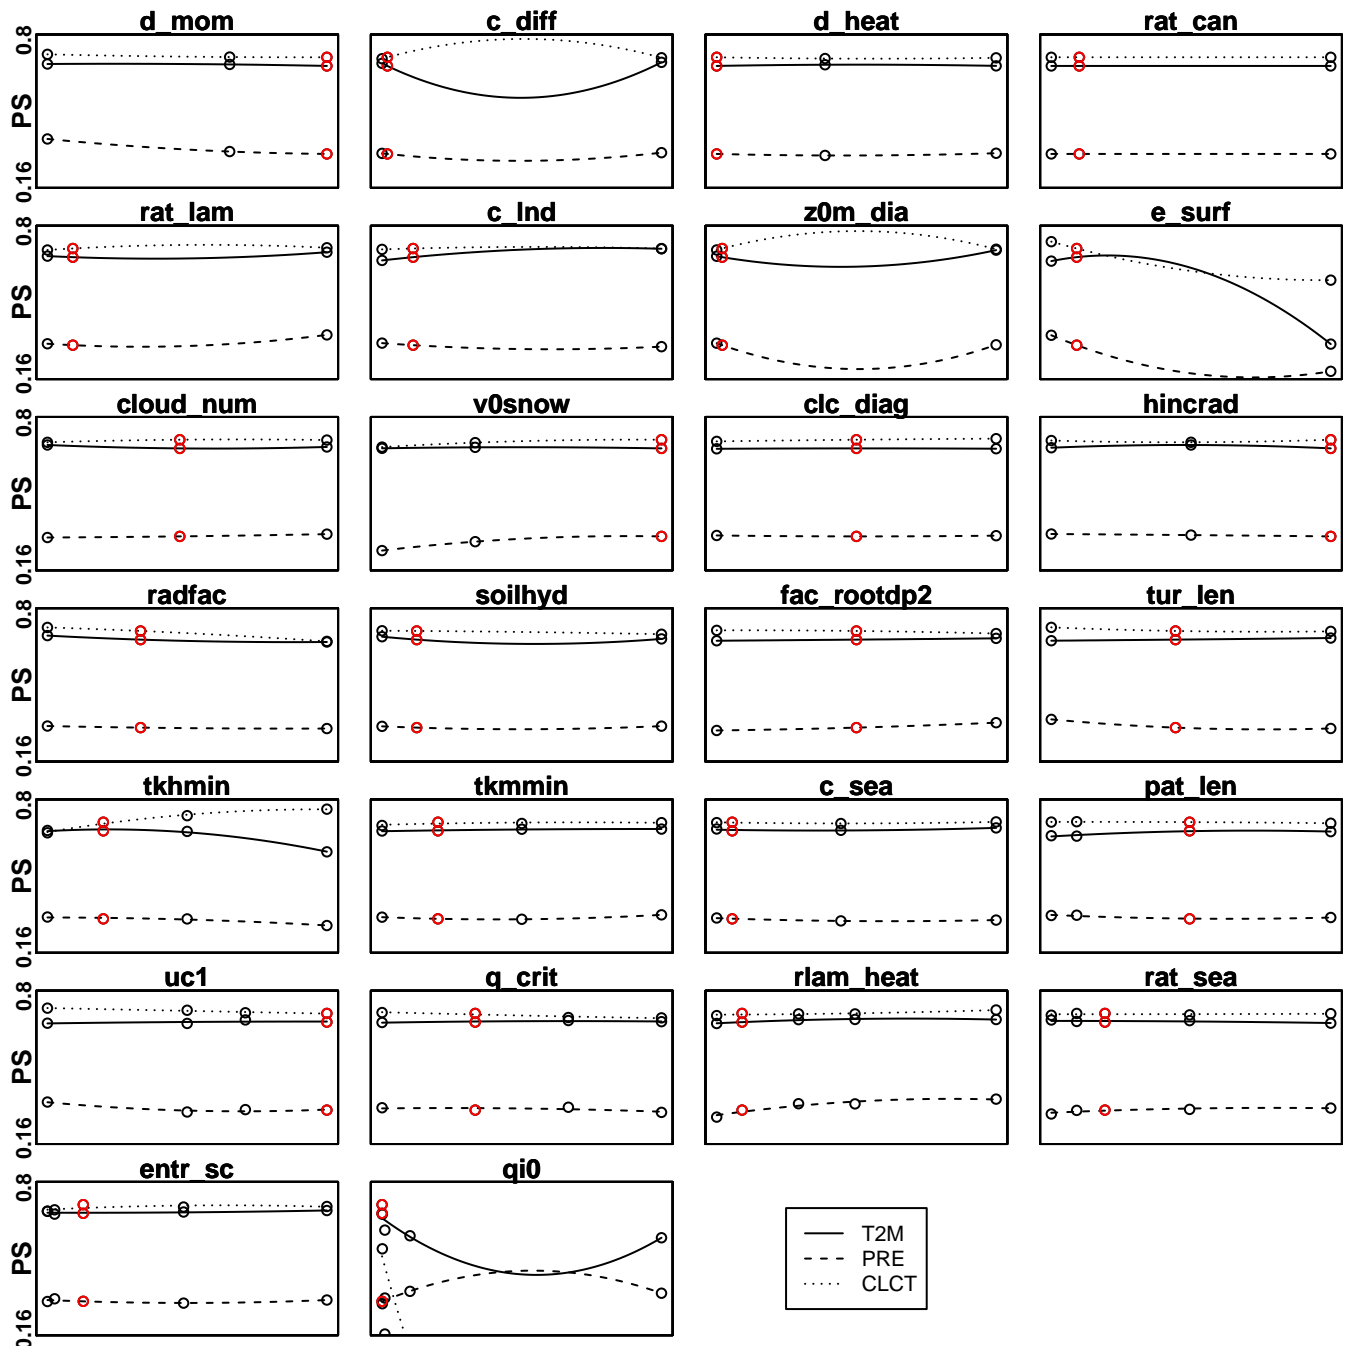 d_mom c_diff d_heat rat_can
0.8
PS
0.16
rat_lam c_lnd z0m_dia e_surf
0.8
PS
0.16
cloud_num v0snow clc_diag hincrad
0.8
PS
0.16
radfac soilhyd fac_rootdp2 tur_len
0.8
PS
0.16
tkhmin tkmmin c_sea pat_len
0.8
PS
0.16
uc1 q_crit rlam_heat rat_sea
0.8
PS
0.16
entr_sc qi0
0.8
PS
0.16
T2M
PRE
CLCT